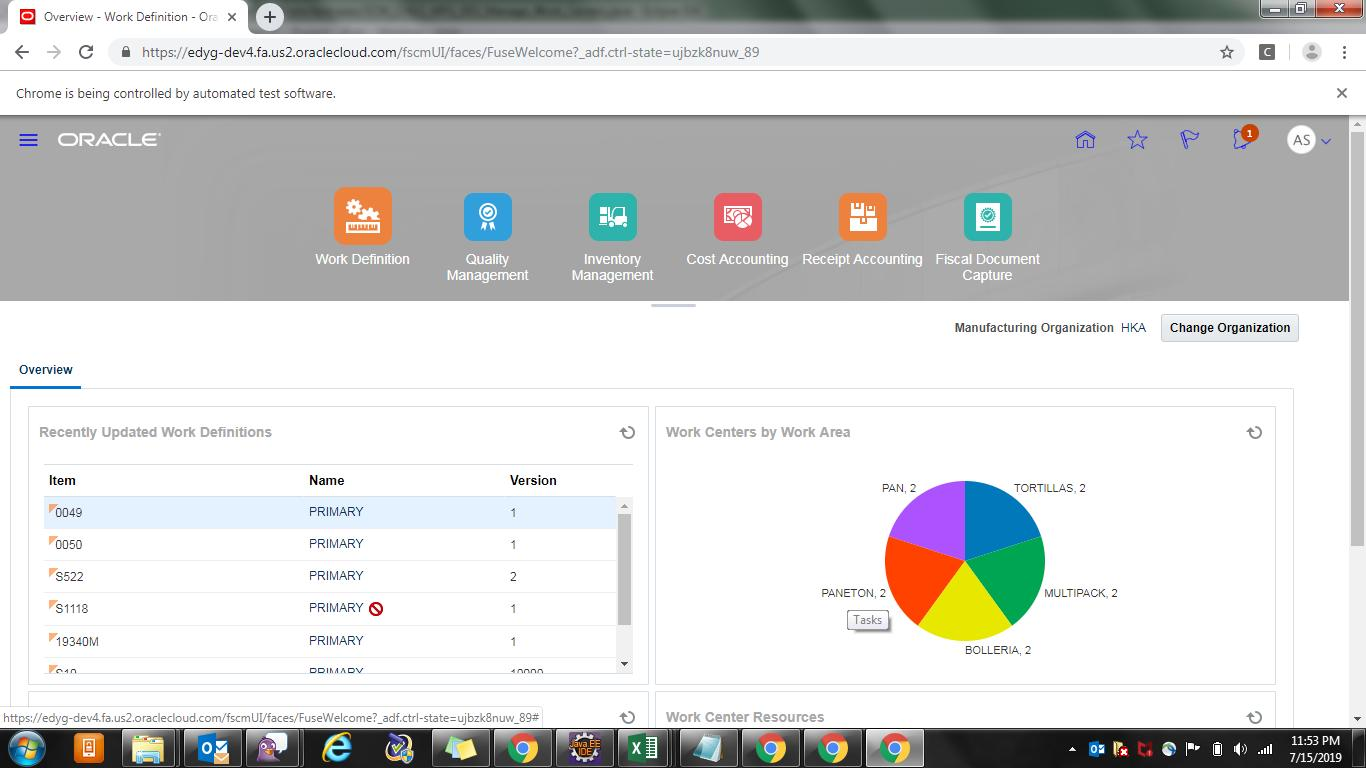 Overview - Work Definition - Ora
https://edyg-dev4.fa.us2.oraclecloud.com/fscmUI/faces/FuseWelcome?_adf.ctrl-state=ujbzk8nuw_89
C
Chrome is being controlled by automated test software.
ORACLE
1
AS
Work Definition
Quality Management
Inventory Management
Cost Accounting
Receipt Accounting
Fiscal Document Capture
Manufacturing Organization HKA
Change Organization
Overview
Recently Updated Work Definitions
Item Name Version
0049 PRIMARY 1
0050 PRIMARY 1
S522 PRIMARY 2
S1118 PRIMARY 1
19340M PRIMARY 1
S19 PRIMARY
Work Centers by Work Area
PAN, 2
TORTILLAS, 2
PANETON, 2
MULTIPACK, 2
Tasks
BOLLERIA, 2
https://edyg-dev4.fa.us2.oraclecloud.com/fscmUI/faces/FuseWelcome?_adf.ctrl-state=ujbzk8nuw_89#
Work Center Resources
Java EE
IDE
11:53 PM
7/15/2019